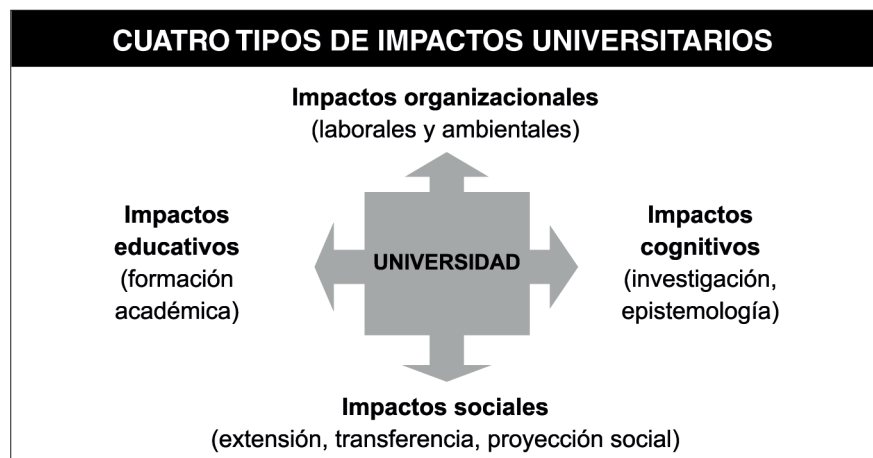 CUATRO TIPOS DE IMPACTOS UNIVERSITARIOS
Impactos organizacionales
(laborales y ambientales)
Impactos
educativos
(formación
académica)
UNIVERSIDAD
Impactos
cognitivos
(investigación,
epistemología)
Impactos sociales
(extensión, transferencia, proyección social)